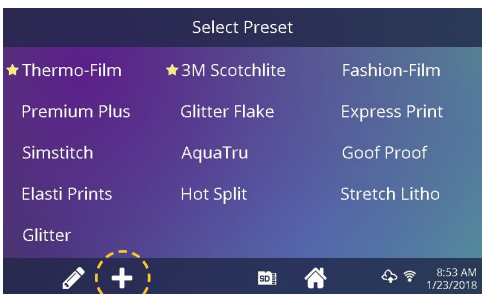 Select Preset
Thermo-Film 3M Scotchlite Fashion-Film
Premium Plus Glitter Flake Express Print
Simstitch AquaTru Goof Proof
Elasti Prints Hot Split Stretch Litho
Glitter
SD 8:53 AM
1/23/2018